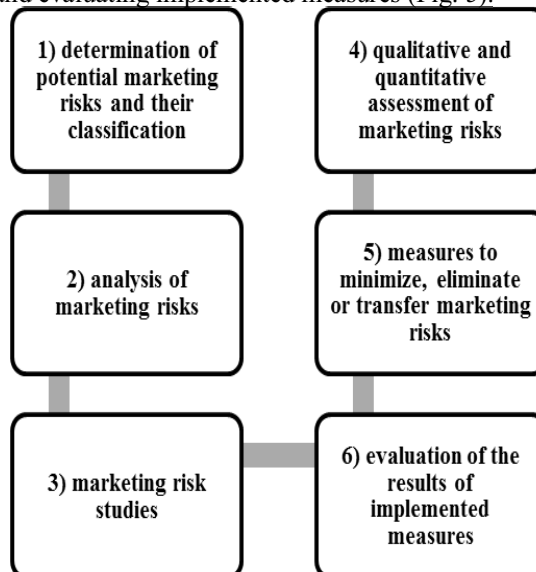 and evaluating implemented measures (Fig. 3).
1) determination of
potential marketing
risks and their
classification
2) analysis of
marketing risks
3) marketing risk
studies
4) qualitative and
quantitative
assessment of
marketing risks
5) measures to
minimize, eliminate
or transfer marketing
risks
6) evaluation of the
results of
implemented
measures